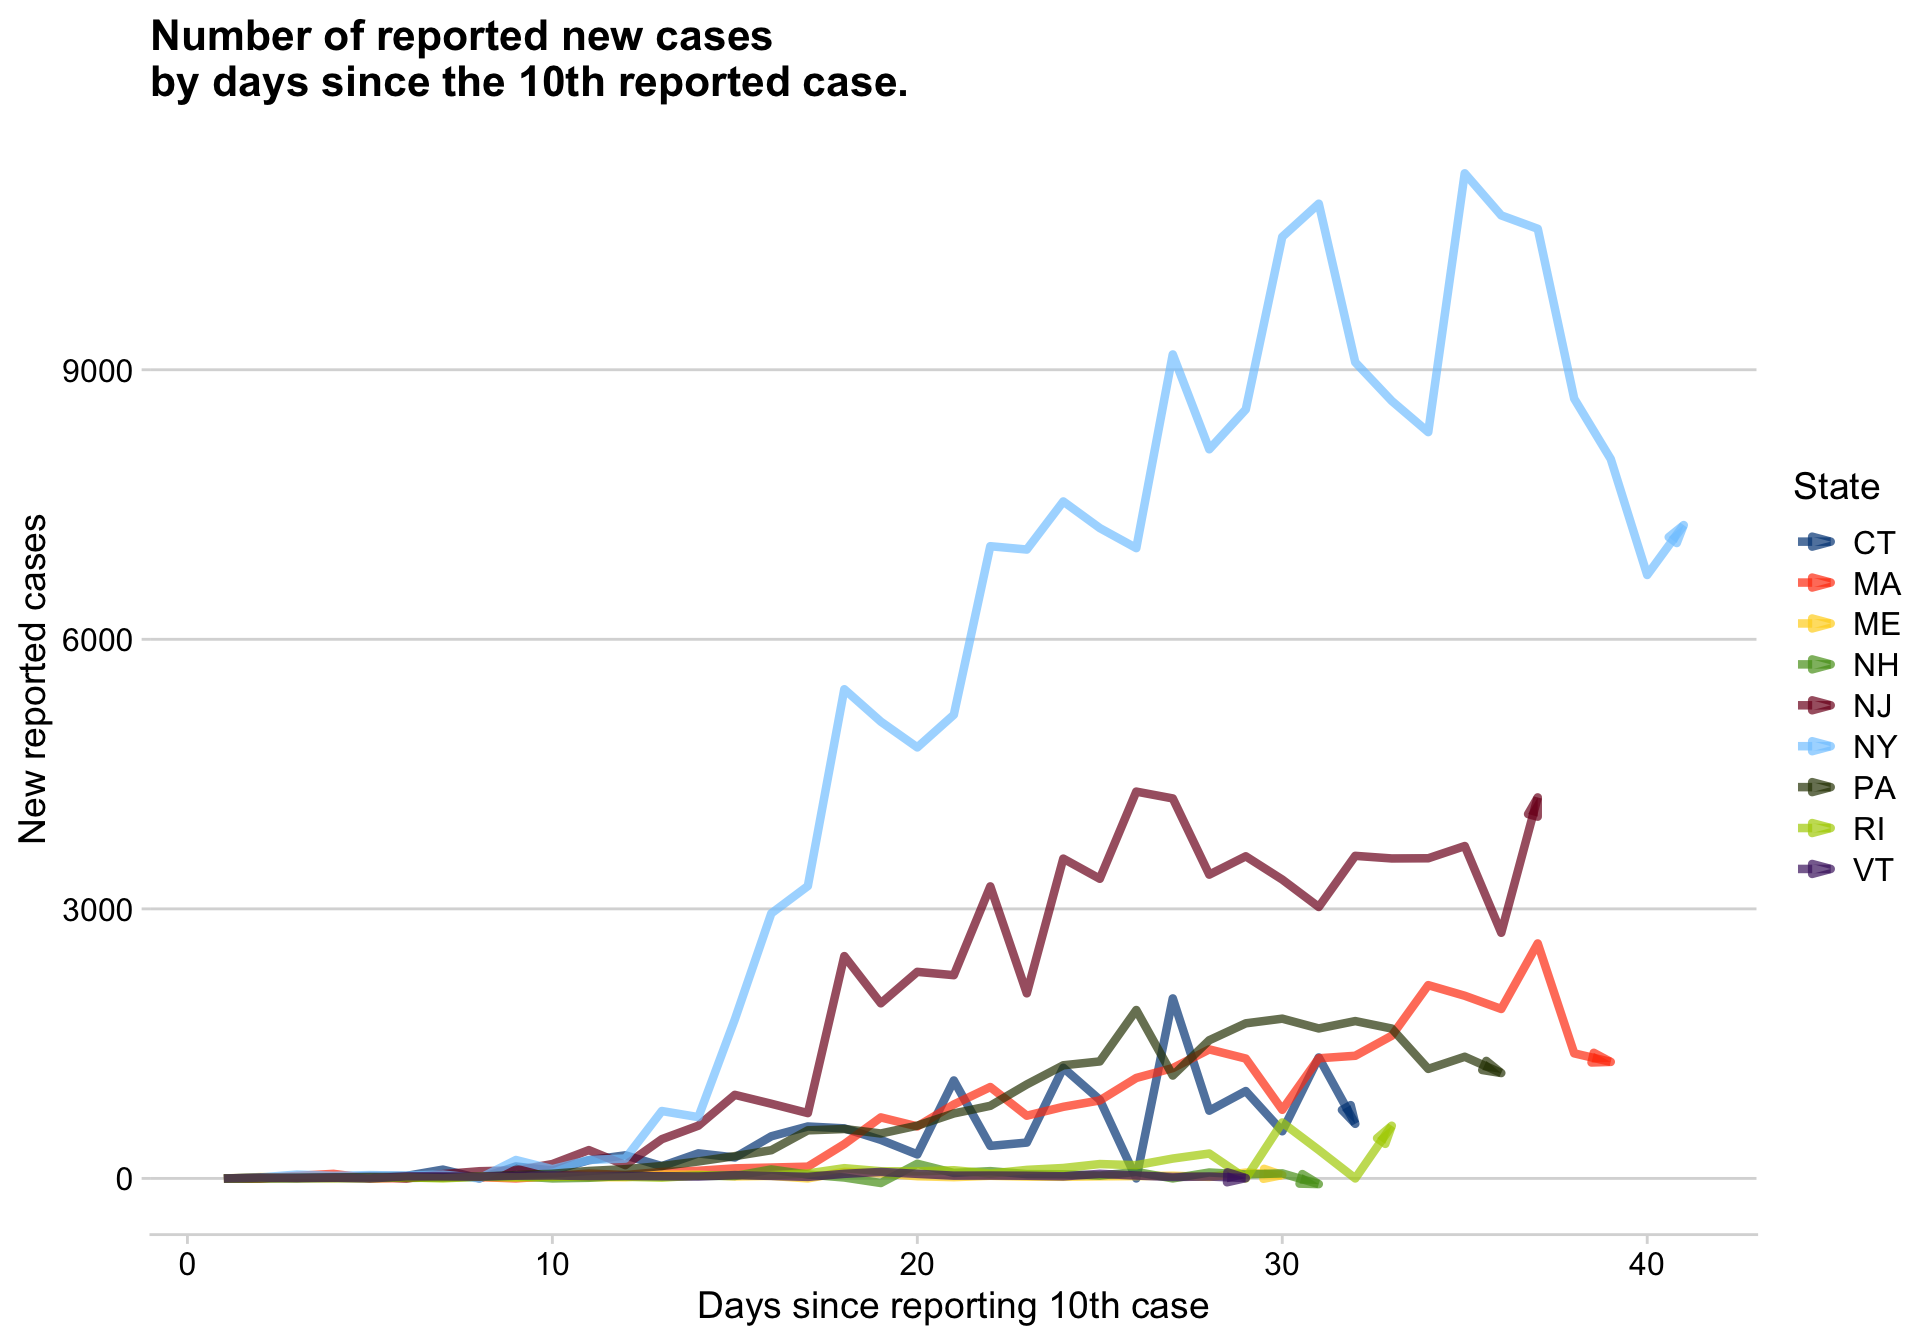 Number of reported new cases
by days since the 10th reported case.
New reported cases
9000
6000
3000
0
0 10 20 30 40
Days since reporting 10th case
State
CT
MA
ME
NH
NJ
NY
PA
RI
VT